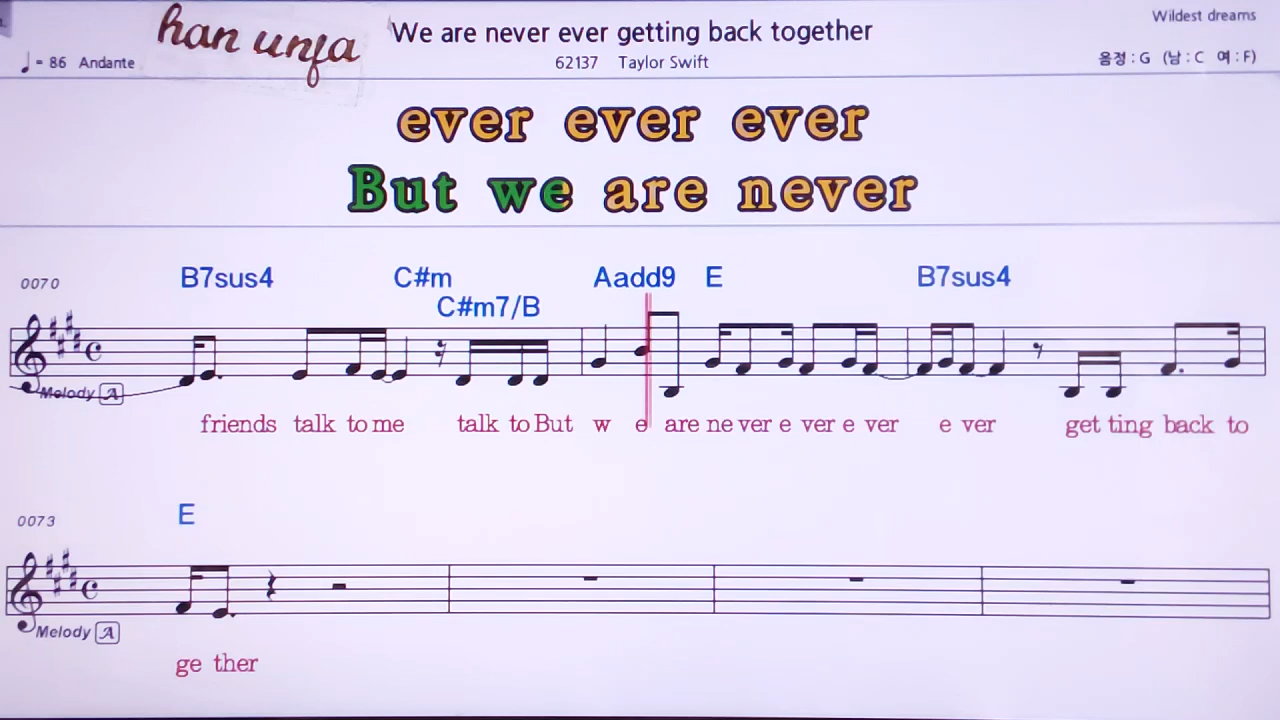 Wildest dreams
han unfa
We are never ever getting back together
♩ = 86 Andante
62137 Taylor Swift
음정 : G (남 : C 여 : F)
ever ever ever
But we are never
0070
B7sus4 C#m Aadd9 E B7sus4
C#m7/B
Melody A
friends talk to me talk to But w e are ne ver e ver e ver e ver get ting back to
0073
E
Melody A
ge ther